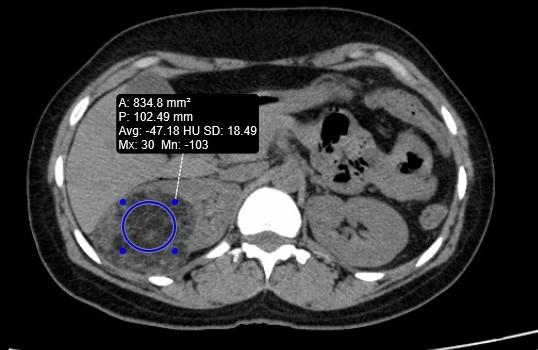 A: 834.8 mm²
P: 102.49 mm
Avg: -47.18 HU SD: 18.49
Mx: 30 Mn: -103